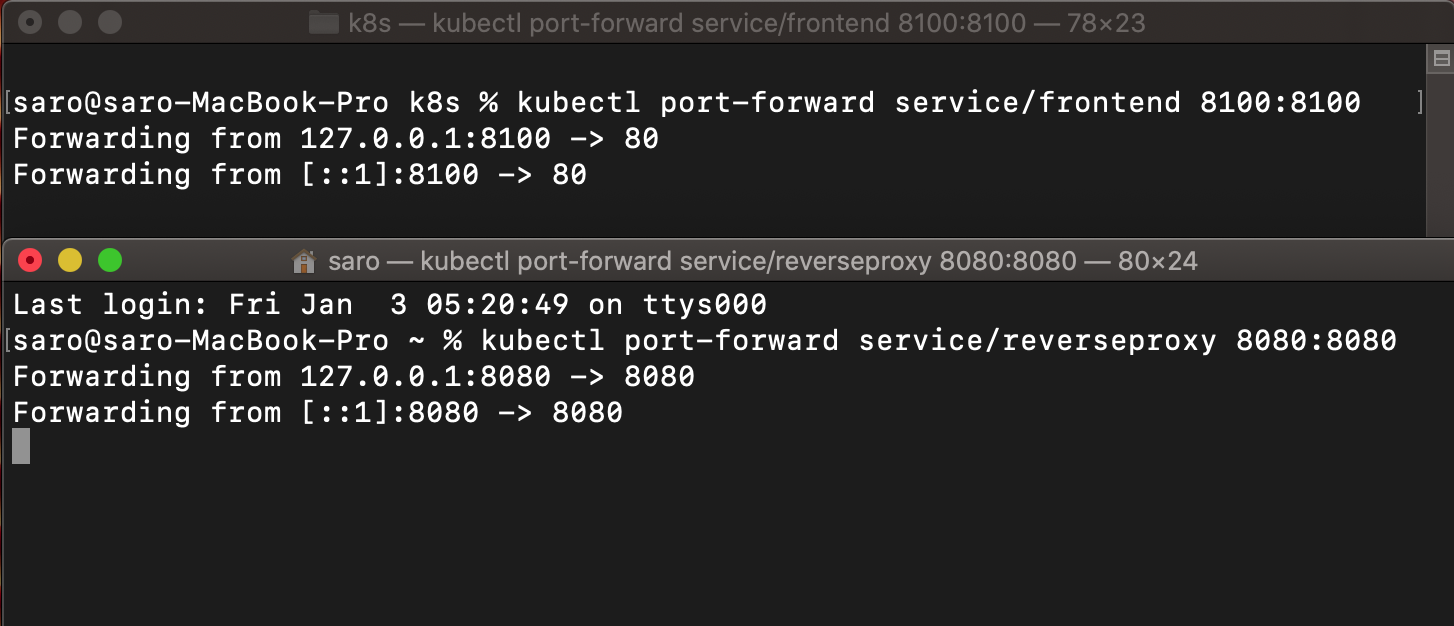 k8s — kubectl port-forward service/frontend 8100:8100 — 78×23
[saro@saro-MacBook-Pro k8s % kubectl port-forward service/frontend 8100:8100 ]
Forwarding from 127.0.0.1:8100 -> 80
Forwarding from [::1]:8100 -> 80
saro — kubectl port-forward service/reverseproxy 8080:8080 — 80×24
Last login: Fri Jan  3 05:20:49 on ttys000
[saro@saro-MacBook-Pro ~ % kubectl port-forward service/reverseproxy 8080:8080
Forwarding from 127.0.0.1:8080 -> 8080
Forwarding from [::1]:8080 -> 8080